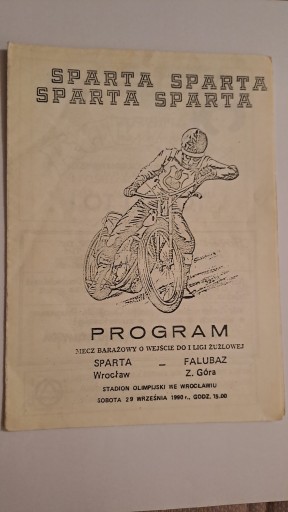 SPARTA SPARTA
SPARTA SPARTA
PROGRAM
MECZ BARAŻOWY O WEJŚCIE DO I LIGI ŻUŻLOWEJ
SPARTA – FALUBAZ
Wrocław Z. Góra
STADION OLIMPIJSKI WE WROCŁAWIU
SOBOTA 29 WRZEŚNIA 1990 r., GODZ. 15.00